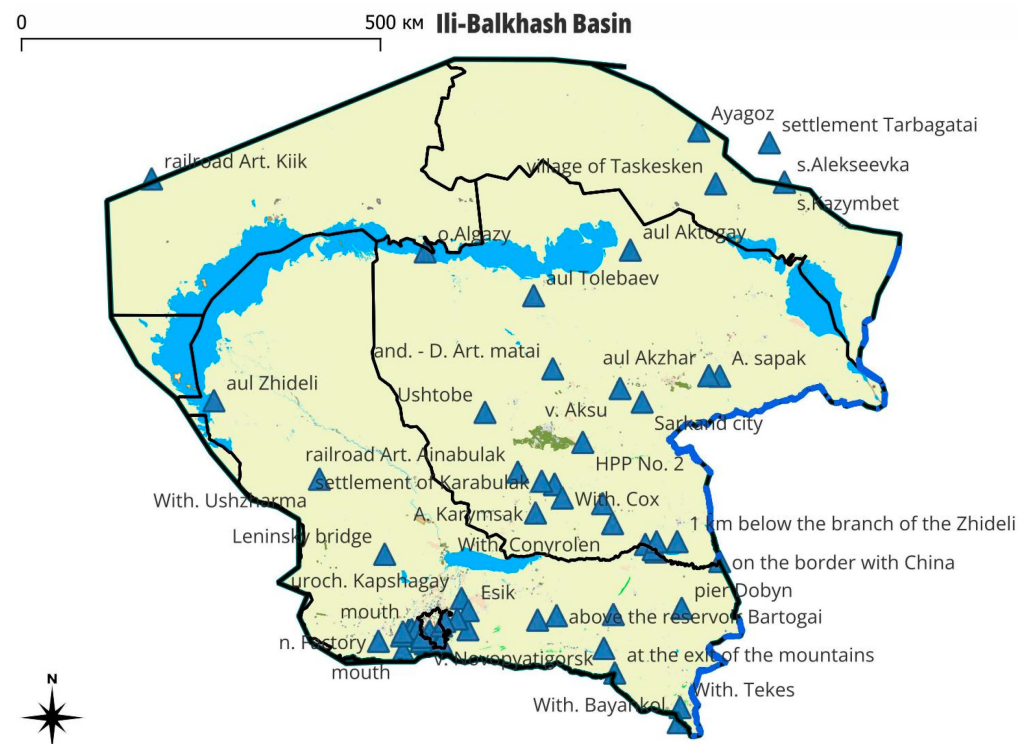 0
500 км
Ili-Balkhash Basin
Ayagoz
settlement Tarbagatai
railroad Art. Kiik
village of Taskesken
s.Alekseevka
s.Kazymbet
o.Algazy
aul Aktogay
aul Tolebaev
and. - D. Art. matai
aul Akzhar
A. sapak
aul Zhideli
Ushtobe
v. Aksu
Sarkand city
railroad Art. Ainabulak
HPP No. 2
settlement of Karabulak
With. Ushzharma
With. Cox
A. Karymsak
1 km below the branch of the Zhideli
Leninsky bridge
With. Conyrolen
on the border with China
uroch. Kapshagay
Esik
pier Dobyn
mouth
above the reservoir Bartogai
n. Factory
v. Novopyatigorsk
at the exit of the mountains
mouth
N
With. Tekes
With. Bayankol